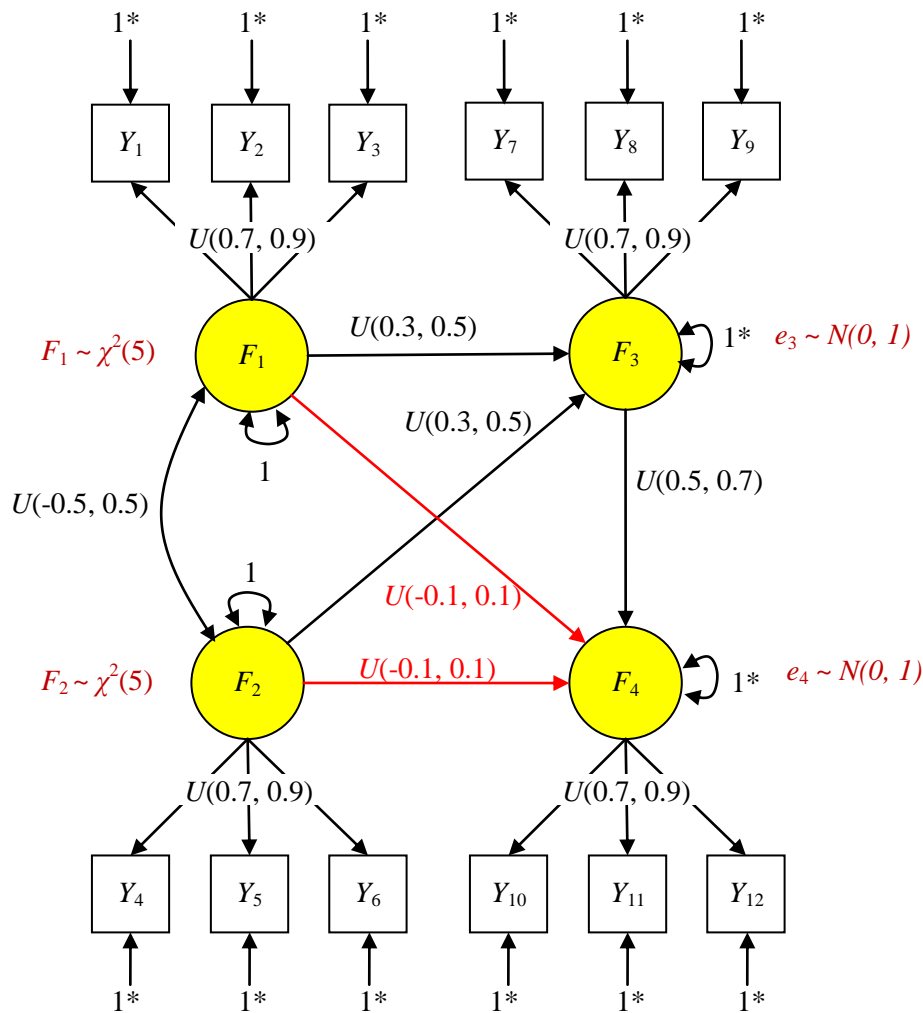 1* 1* 1* 1* 1* 1*
Y₁ Y₂ Y₃ Y₇ Y₈ Y₉
U(0.7, 0.9) U(0.7, 0.9)
F₁ ~ χ²(5) F₁ U(0.3, 0.5) F₃ 1* e₃ ~ N(0, 1)
1 U(0.3, 0.5)
U(-0.5, 0.5) U(0.5, 0.7)
1 U(-0.1, 0.1)
F₂ ~ χ²(5) F₂ U(-0.1, 0.1) F₄ 1* e₄ ~ N(0, 1)
U(0.7, 0.9) U(0.7, 0.9)
Y₄ Y₅ Y₆ Y₁₀ Y₁₁ Y₁₂
1* 1* 1* 1* 1* 1*